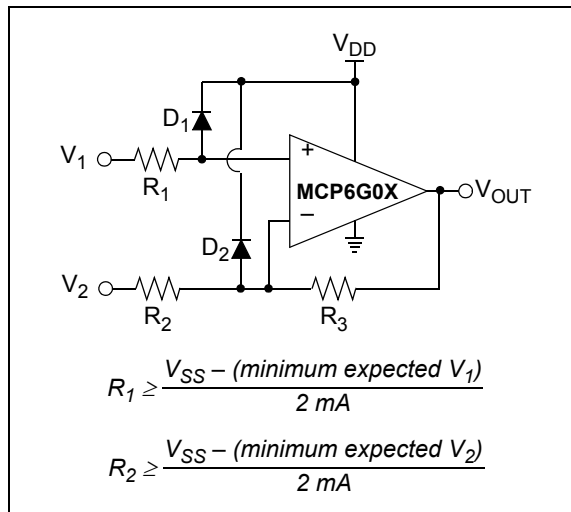 V_DD
D_1
V_1
R_1
+
MCP6G0X
V_OUT
–
D_2
V_2
R_2
R_3
R_1 ≥ V_SS – (minimum expected V_1)
2 mA
R_2 ≥ V_SS – (minimum expected V_2)
2 mA